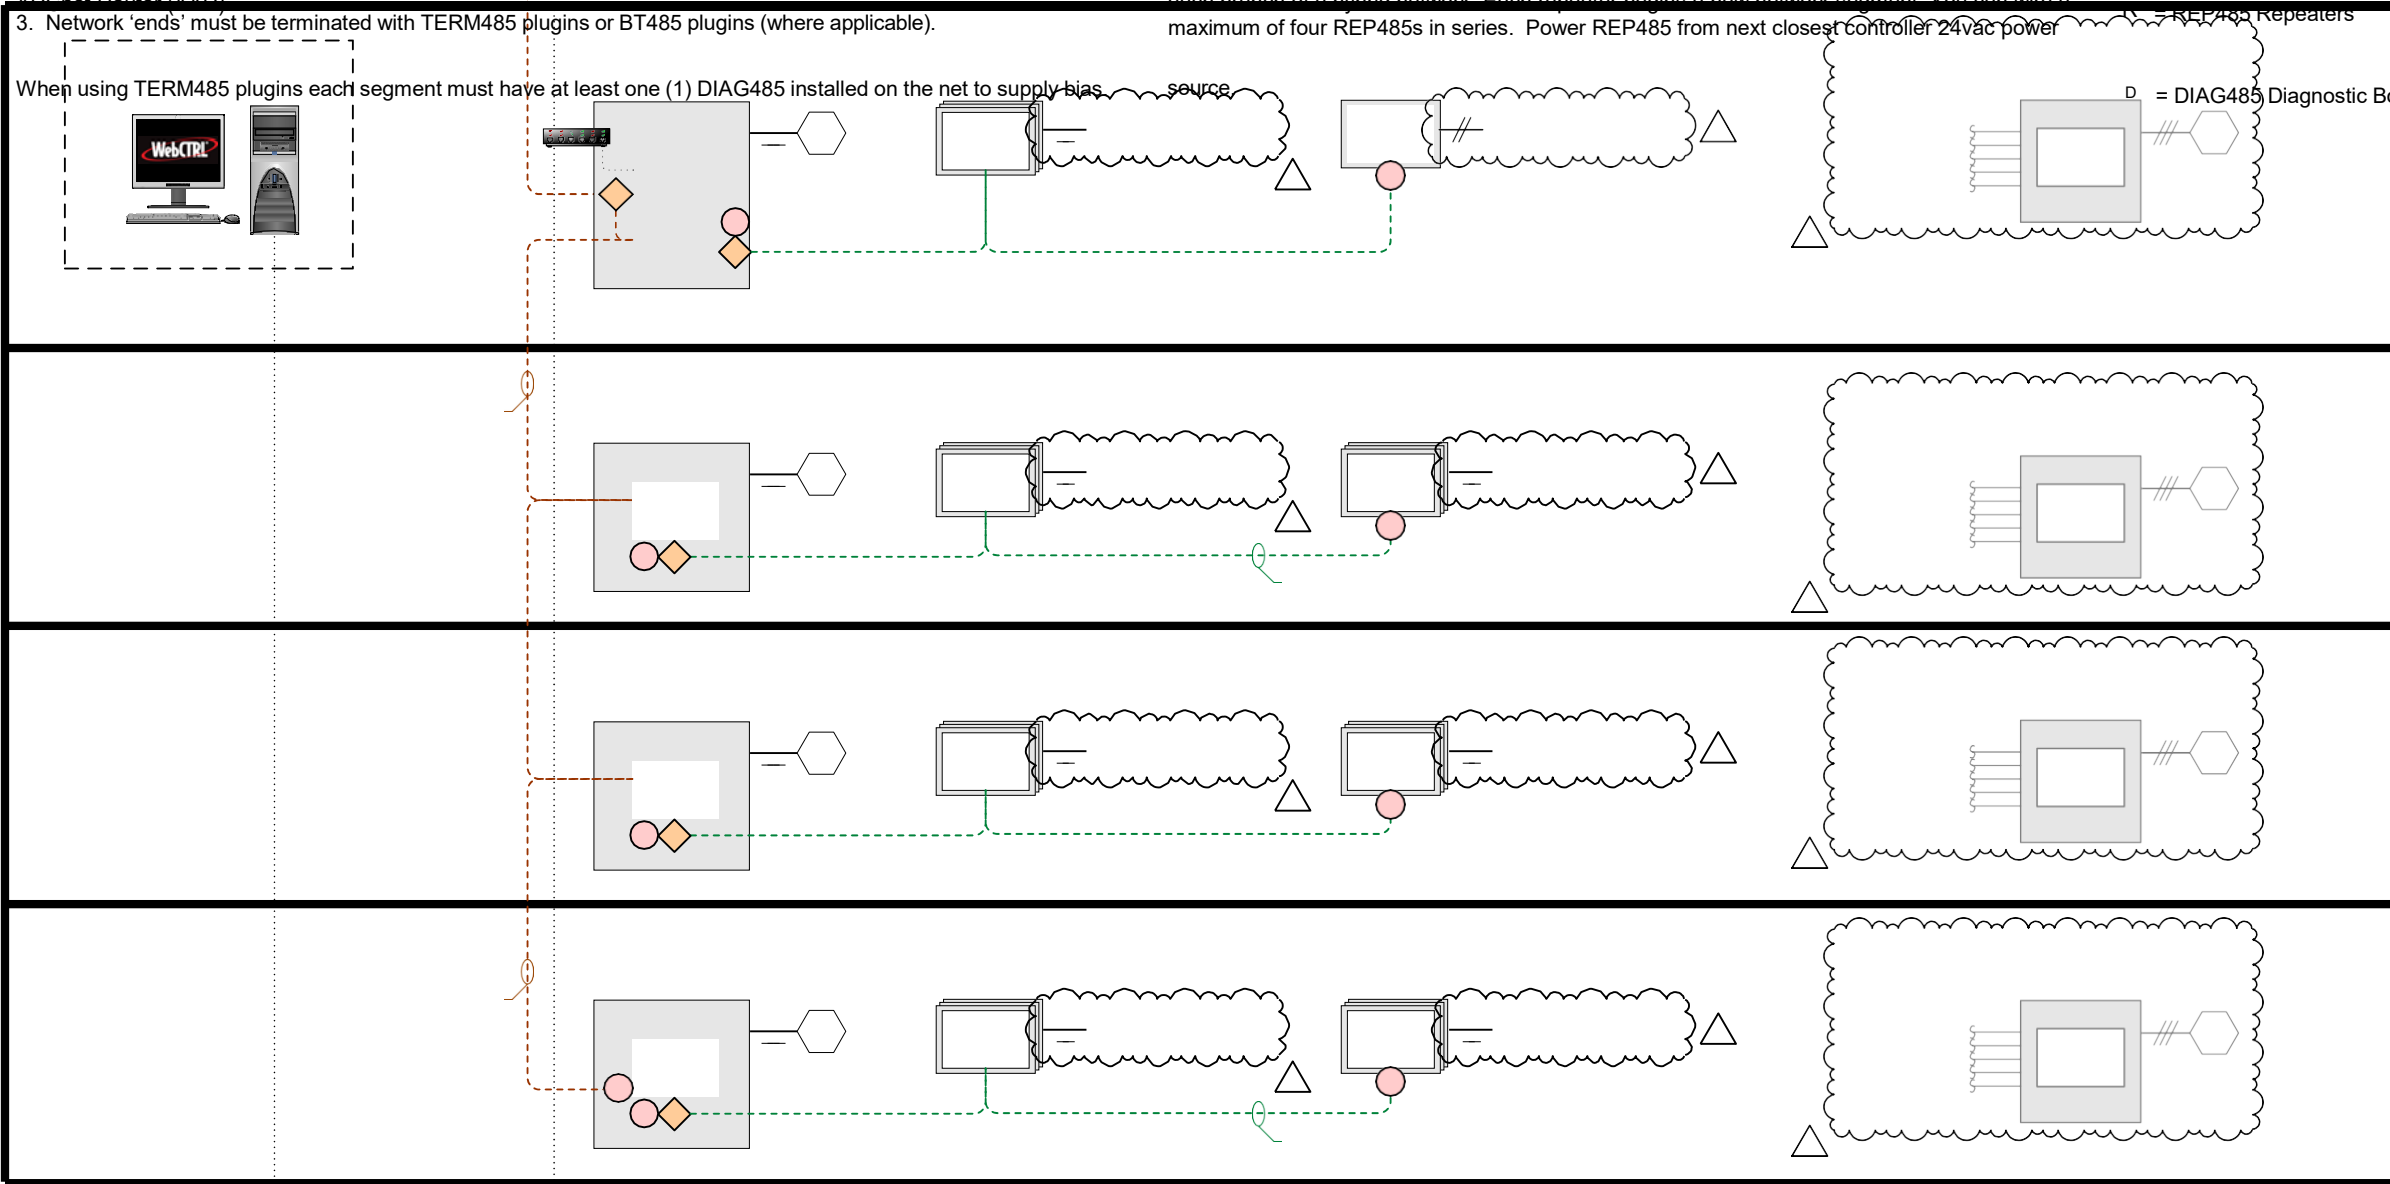 3.  Network ‘ends’ must be terminated with TERM485 plugins or BT485 plugins (where applicable).
When using TERM485 plugins each segment must have at least one (1) DIAG485 installed on the net to supply bias
maximum of four REP485s in series.  Power REP485 from next closest controller 24vac power
source
= REP485 Repeaters
D = DIAG485 Diagnostic
WebCTRL